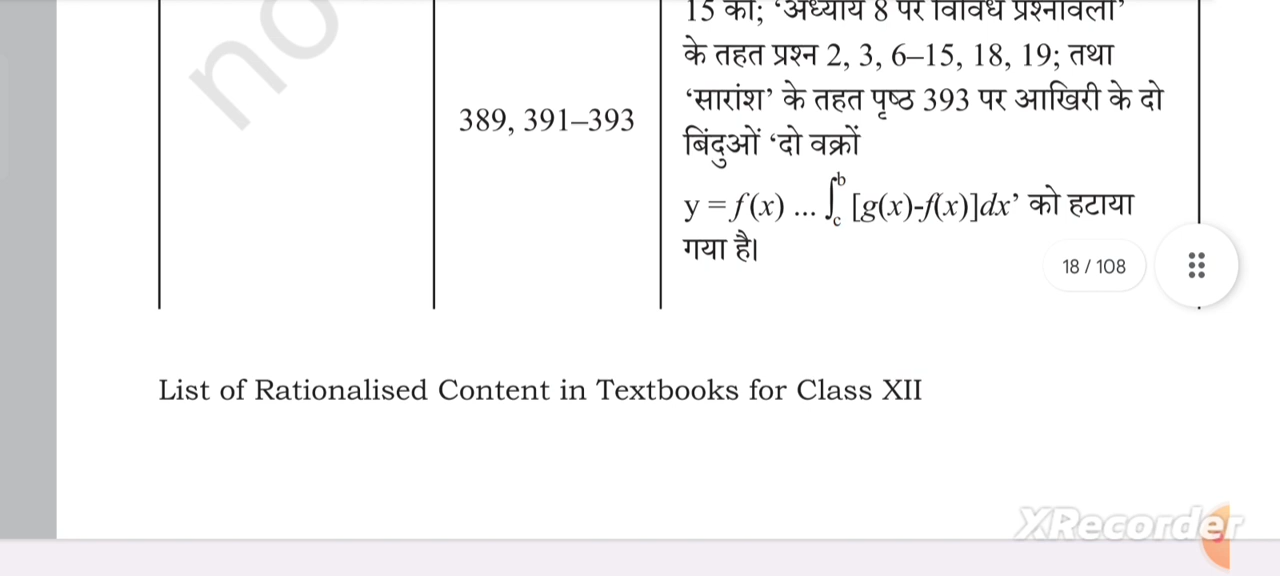 no
15 को; ‘अध्याय 8 पर विविध प्रश्नावली’
के तहत प्रश्न 2, 3, 6–15, 18, 19; तथा
‘सारांश’ के तहत पृष्ठ 393 पर आखिरी के दो
389, 391–393
बिंदुओं ‘दो वक्रों
y = f(x) ... ∫_c^b [g(x)-f(x)]dx’ को हटाया
गया है।
18 / 108
List of Rationalised Content in Textbooks for Class XII
XRecorder